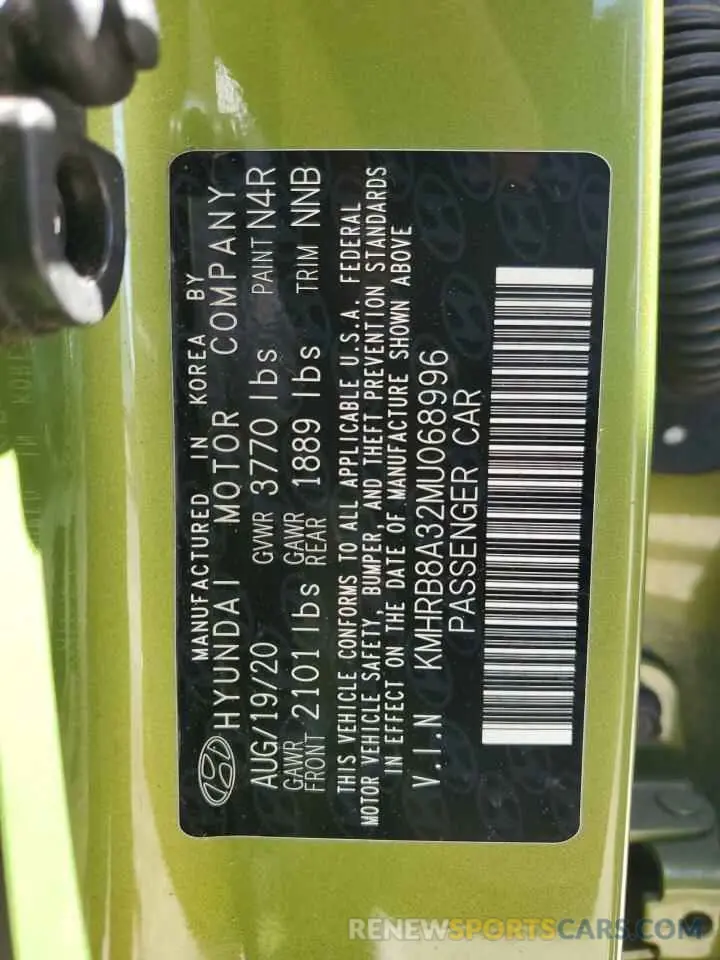 MANUFACTURED IN KOREA BY
HYUNDAI MOTOR COMPANY
AUG/19/20 GVWR 3770 lbs PAINT N4R
GAWR FRONT 2101 lbs GAWR REAR 1889 lbs TRIM NNB
THIS VEHICLE CONFORMS TO ALL APPLICABLE U.S.A. FEDERAL
MOTOR VEHICLE SAFETY, BUMPER, AND THEFT PREVENTION STANDARDS
IN EFFECT ON THE DATE OF MANUFACTURE SHOWN ABOVE
V.I.N KMHRB8A32MU068996
PASSENGER CAR
RENEWSPORTSCARS.COM